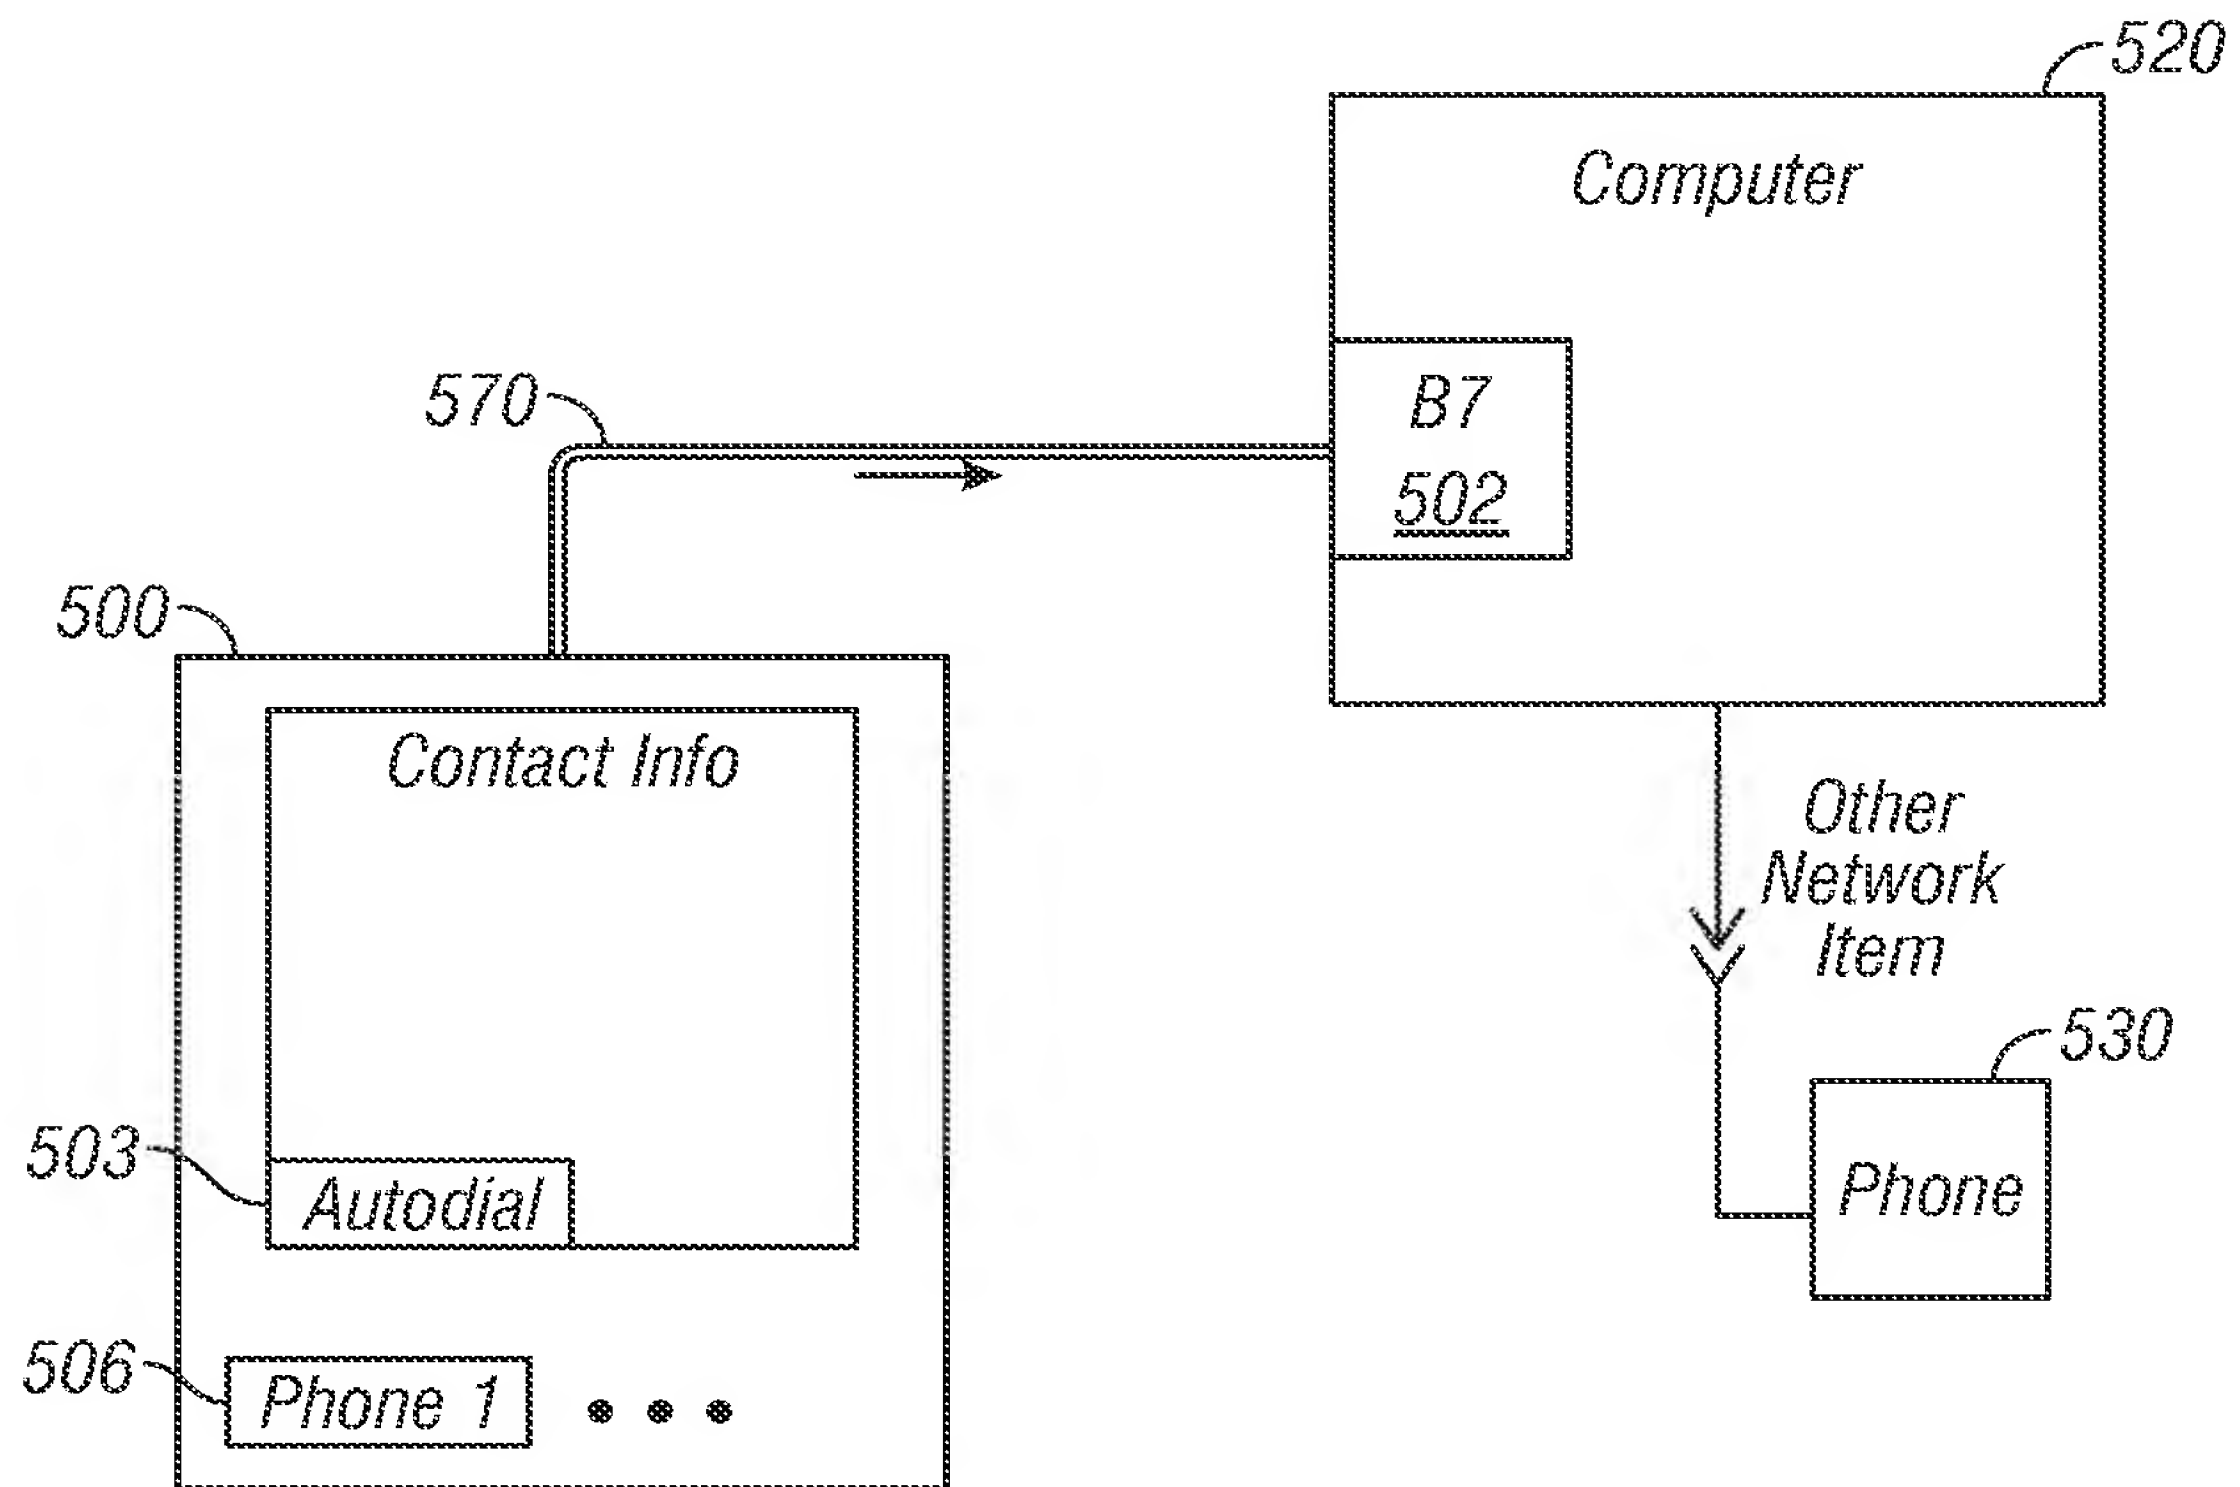 520
Computer
570
B7
502
500
Contact Info
Other
Network
Item
530
503
Autodial
Phone
506
Phone 1